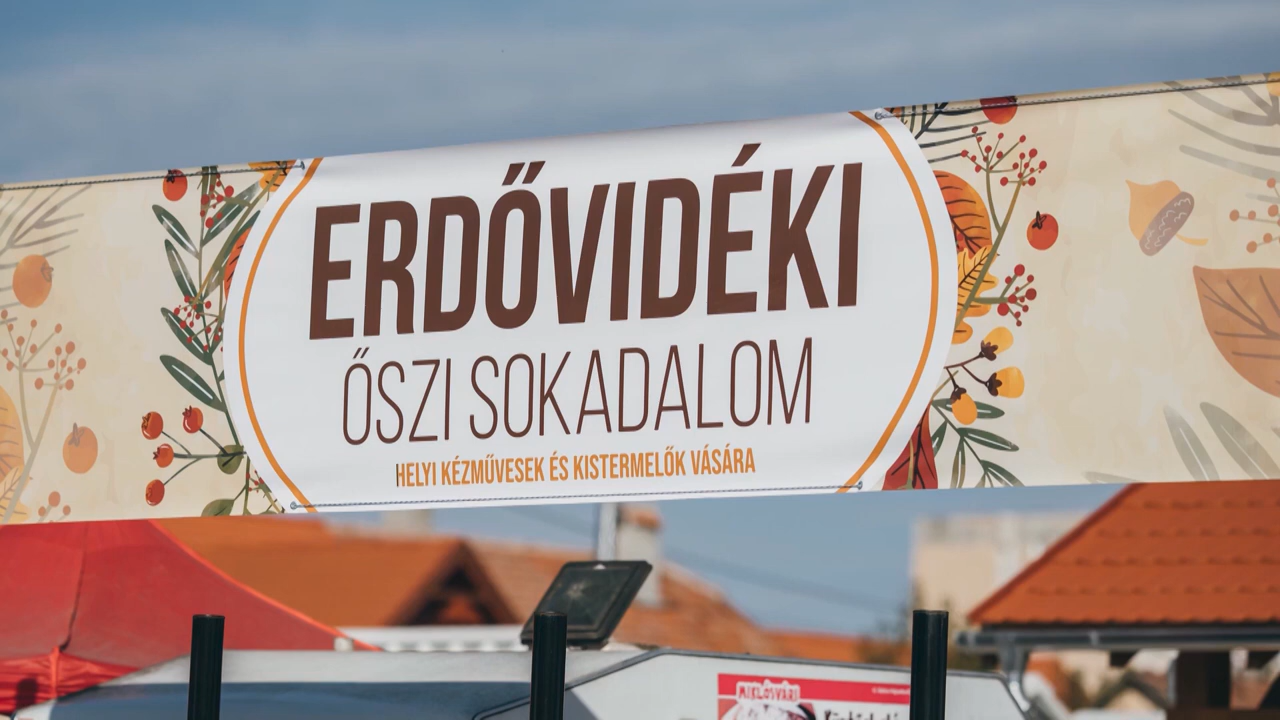 ERDŐVIDÉKI
ŐSZI SOKADALOM
HELYI KÉZMŰVESEK ÉS KISTERMELŐK VÁSÁRA
MIKLÓSVÁRI